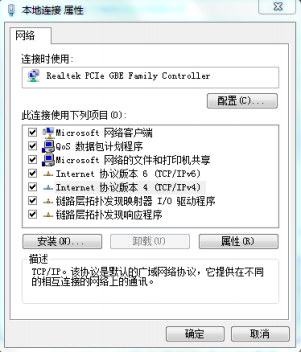 本地连接 属性
网络
连接时使用:
Realtek PCIe GBE Family Controller
配置(C)...
此连接使用下列项目(O):
Microsoft 网络客户端
QoS 数据包计划程序
Microsoft 网络的文件和打印机共享
Internet 协议版本 6 (TCP/IPv6)
Internet 协议版本 4 (TCP/IPv4)
链路层拓扑发现映射器 I/O 驱动程序
链路层拓扑发现响应程序
安装(N)...
卸载(U)
属性(R)
描述
TCP/IP。该协议是默认的广域网络协议，它提供在不同
的相互连接的网络上的通讯。
确定
取消